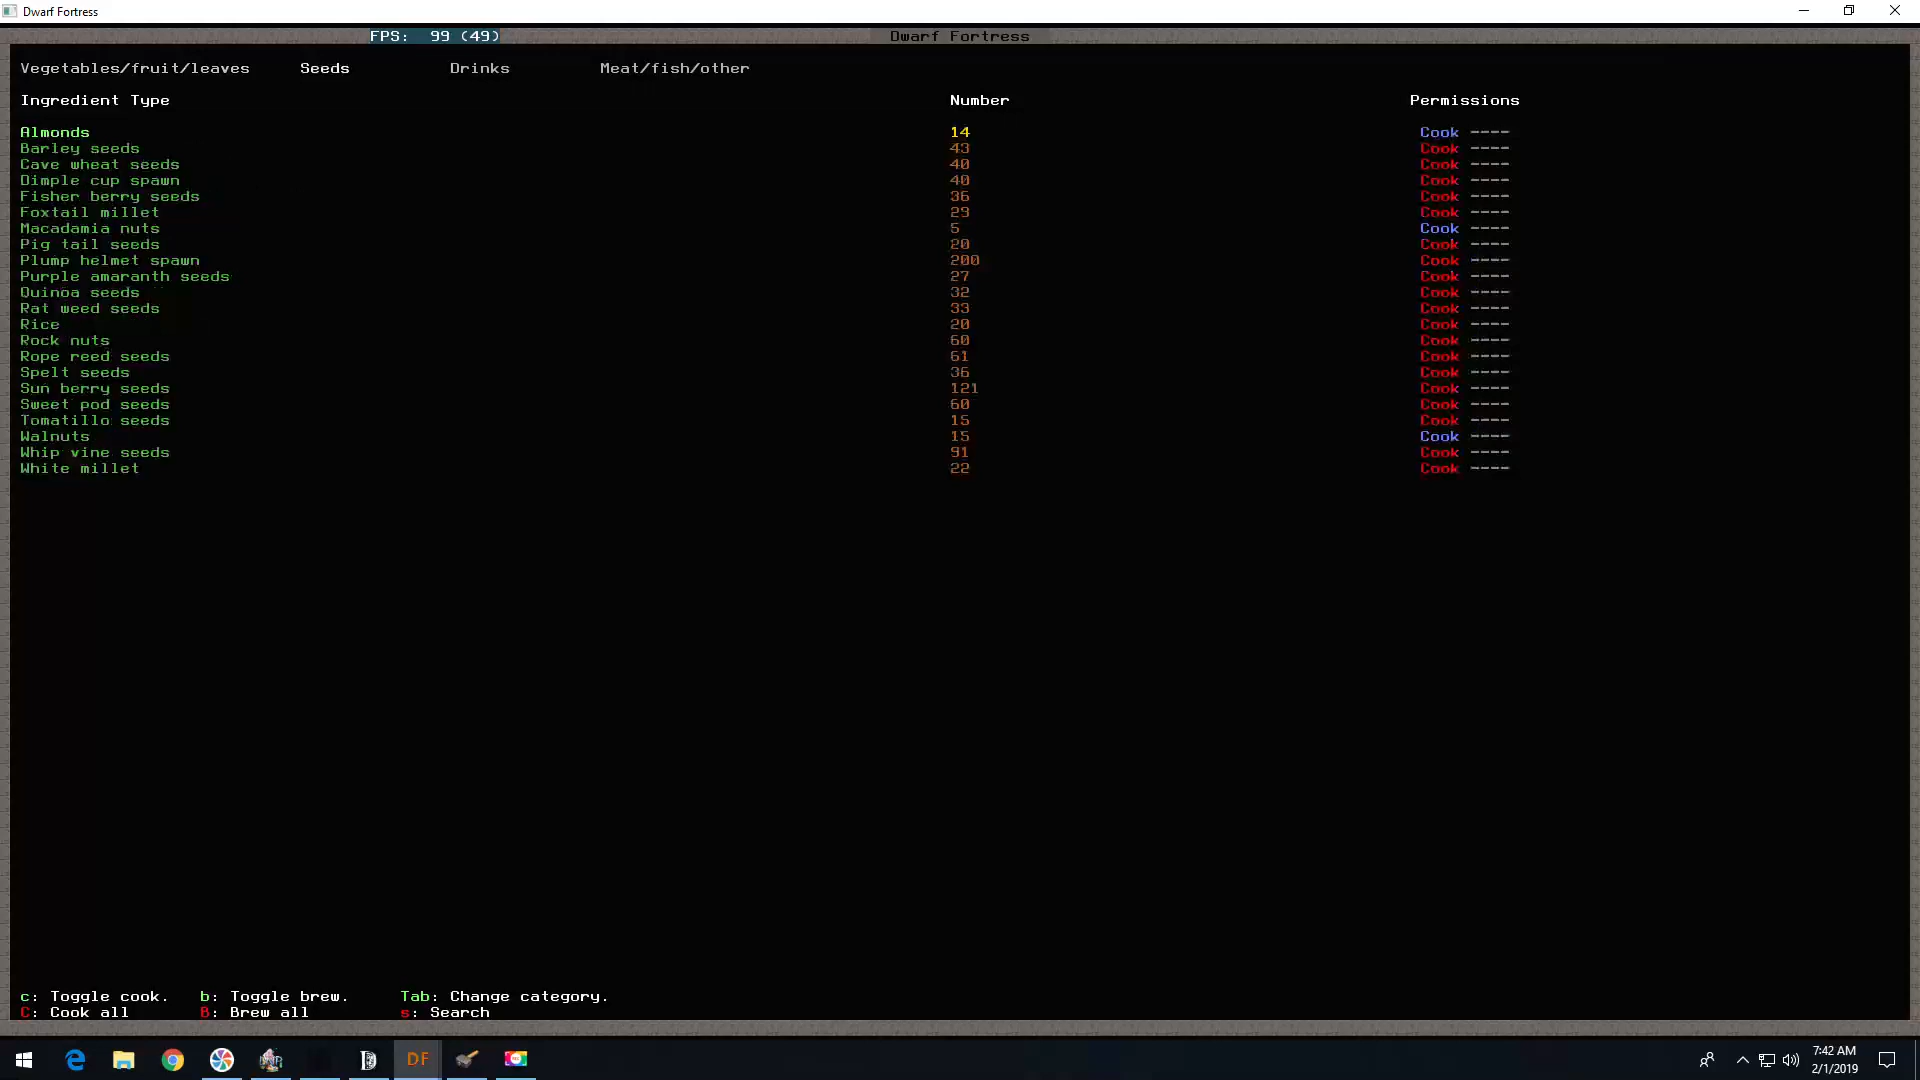 Dwarf Fortress
FPS: 99 (49) Dwarf Fortress
Vegetables/fruit/leaves Seeds Drinks Meat/fish/other
Ingredient Type Number Permissions
Almonds 14 Cook ----
Barley seeds 43 Cook ----
Cave wheat seeds 40 Cook ----
Dimple cup spawn 40 Cook ----
Fisher berry seeds 36 Cook ----
Foxtail millet 29 Cook ----
Macadamia nuts 5 Cook ----
Pig tail seeds 20 Cook ----
Plump helmet spawn 200 Cook ----
Purple amaranth seeds 27 Cook ----
Quinoa seeds 32 Cook ----
Rat weed seeds 33 Cook ----
Rice 20 Cook ----
Rock nuts 60 Cook ----
Rope reed seeds 61 Cook ----
Spelt seeds 36 Cook ----
Sun berry seeds 121 Cook ----
Sweet pod seeds 60 Cook ----
Tomatillo seeds 15 Cook ----
Walnuts 15 Cook ----
Whip vine seeds 91 Cook ----
White millet 22 Cook ----
c: Toggle cook. b: Toggle brew. Tab: Change category.
C: Cook all B: Brew all s: Search
DF
7:42 AM
2/1/2019